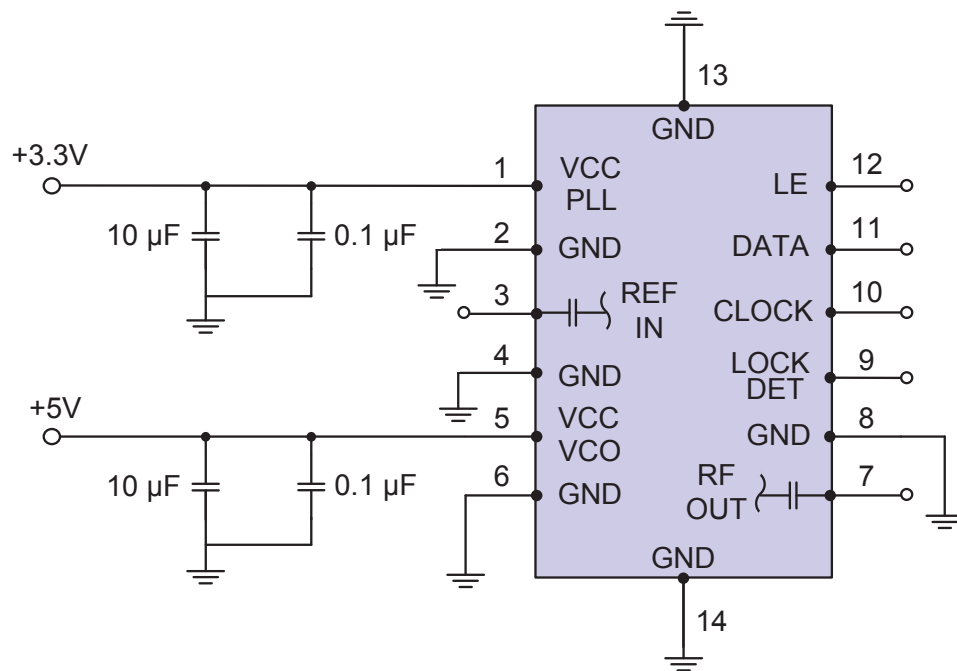 13
GND
+3.3V
1
VCC
PLL
12
LE
10 µF
0.1 µF
2
GND
11
DATA
3
REF
IN
10
CLOCK
4
GND
9
LOCK
DET
+5V
5
VCC
VCO
8
GND
10 µF
0.1 µF
6
GND
7
RF
OUT
GND
14